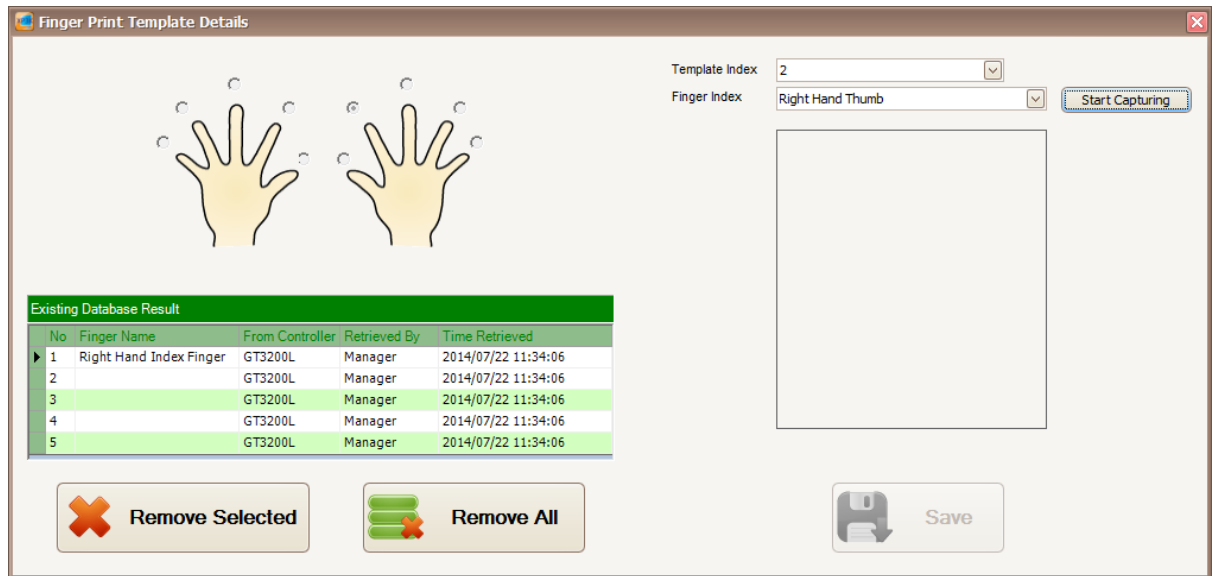 Finger Print Template Details
Template Index 2
Finger Index Right Hand Thumb Start Capturing
Existing Database Result
No Finger Name From Controller Retrieved By Time Retrieved
1 Right Hand Index Finger GT3200L Manager 2014/07/22 11:34:06
2 GT3200L Manager 2014/07/22 11:34:06
3 GT3200L Manager 2014/07/22 11:34:06
4 GT3200L Manager 2014/07/22 11:34:06
5 GT3200L Manager 2014/07/22 11:34:06
Remove Selected Remove All Save